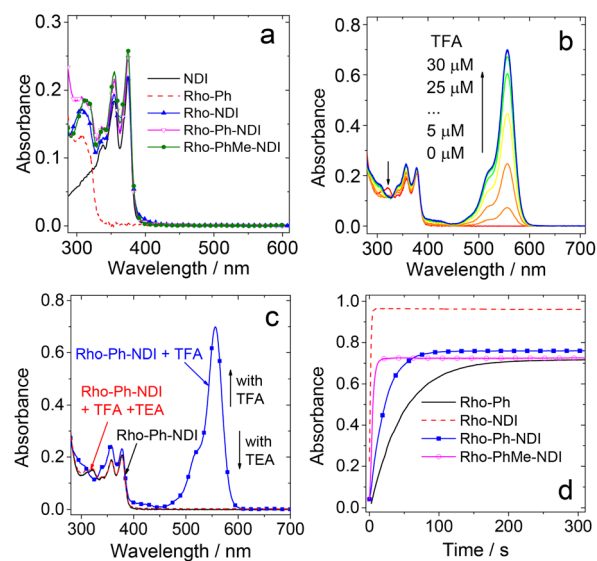 a
0.3
0.2
0.1
0.0
Absorbance
NDI
Rho-Ph
Rho-NDI
Rho-Ph-NDI
Rho-PhMe-NDI
300 350 400 450 500 550 600
Wavelength / nm
b
0.8
0.6
0.4
0.2
0.0
Absorbance
TFA
30 μM
25 μM
...
5 μM
0 μM
300 400 500 600 700
Wavelength / nm
c
0.8
0.6
0.4
0.2
0.0
Absorbance
Rho-Ph-NDI + TFA
Rho-Ph-NDI
+ TFA +TEA
Rho-Ph-NDI
with
TFA
with
TEA
300 400 500 600 700
Wavelength / nm
1.0
0.8
0.6
0.4
0.2
0.0
Absorbance
Rho-Ph
Rho-NDI
Rho-Ph-NDI
Rho-PhMe-NDI
d
0 100 200 300
Time / s